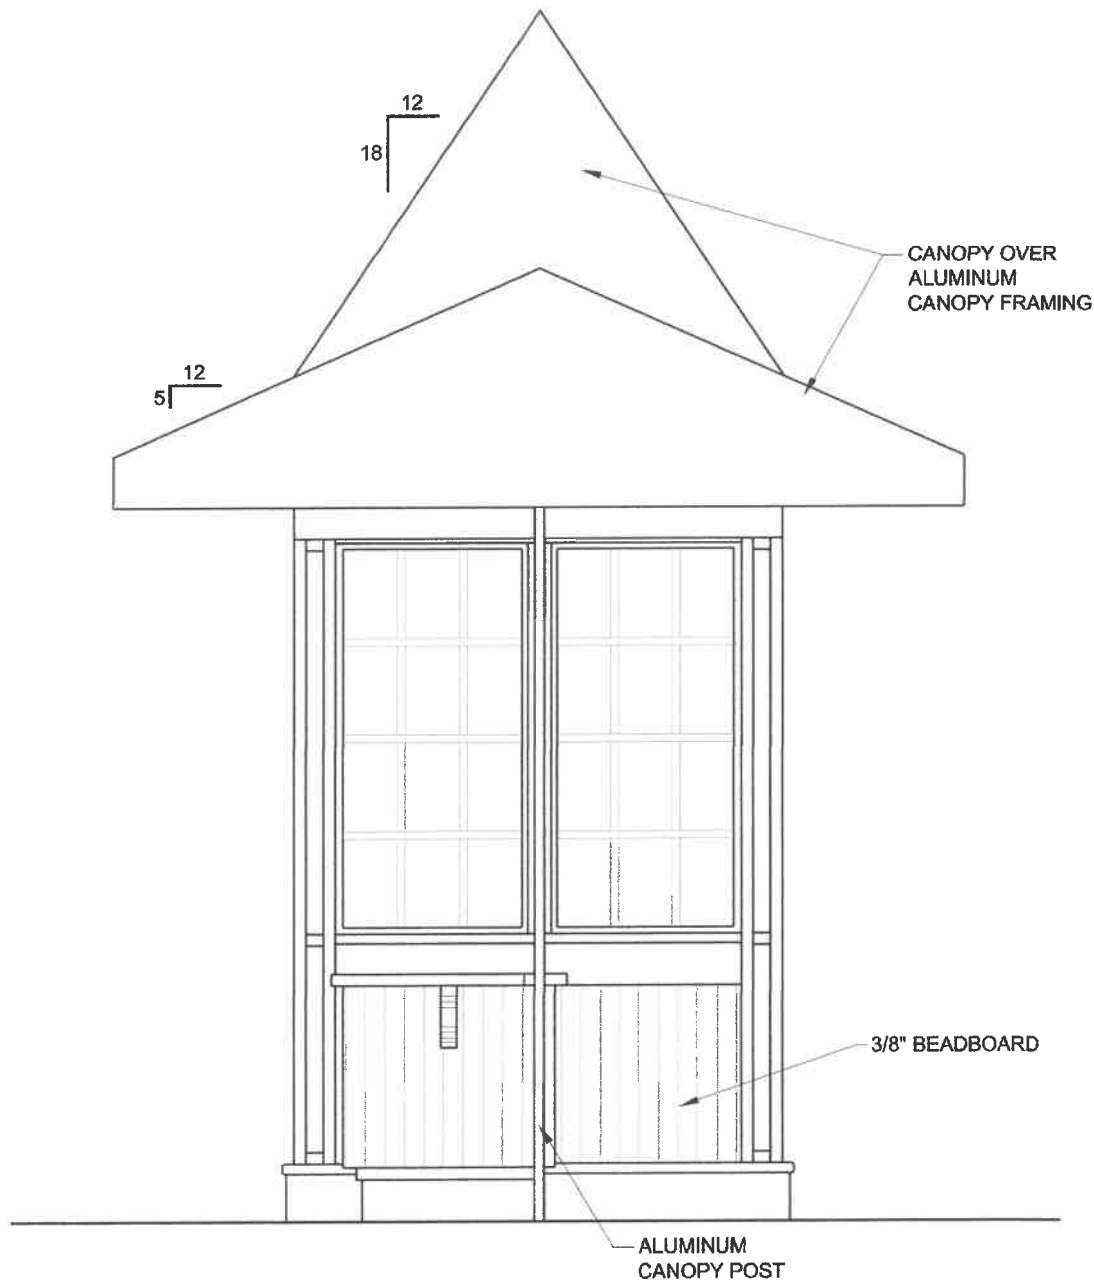 12
18
CANOPY OVER
ALUMINUM
CANOPY FRAMING
12
5
3/8" BEADBOARD
ALUMINUM
CANOPY POST